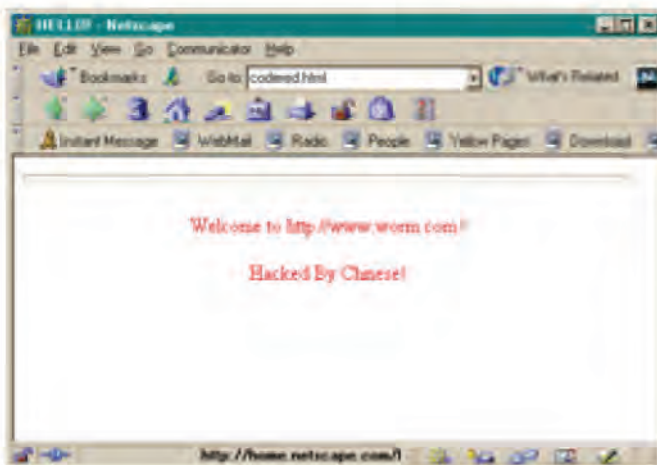 HELLO! - Netscape
File Edit View Go Communicator Help
Bookmarks Go to: codered.html What's Related
Instant Message WebMail Radio People Yellow Pages Download
Welcome to http://www.worm.com!
Hacked By Chinese!
http://home.netscape.com/